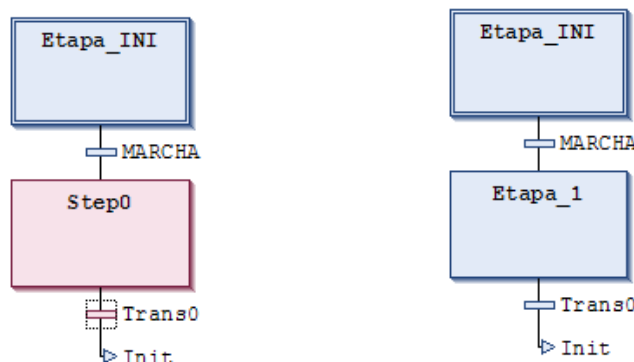 Etapa_INI
MARCHA
Step0
Trans0
Init
Etapa_INI
MARCHA
Etapa_1
Trans0
Init